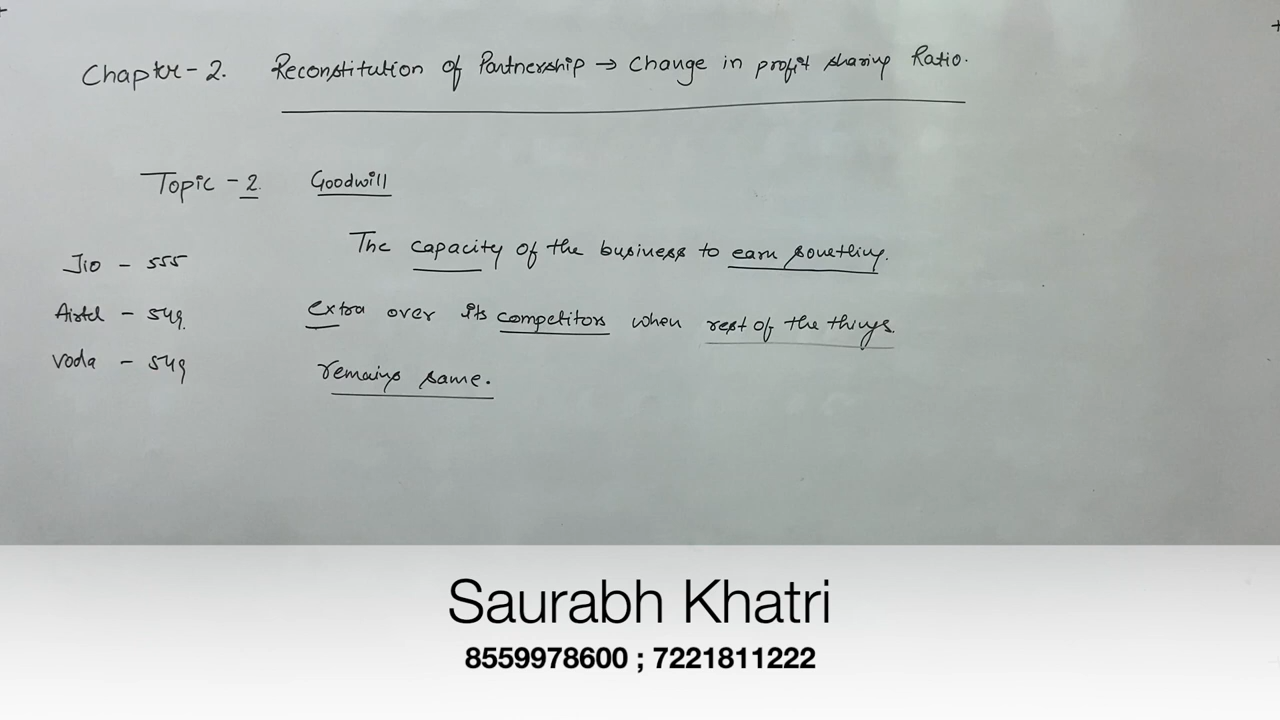 Chapter - 2. Reconstitution of Partnership → Change in profit sharing Ratio.
Topic - 2. Goodwill
The capacity of the business to earn something.
Jio - 555
extra over its competitors when rest of the things.
Airtel - 549.
remains same.
Voda - 549
Saurabh Khatri
8559978600 ; 7221811222